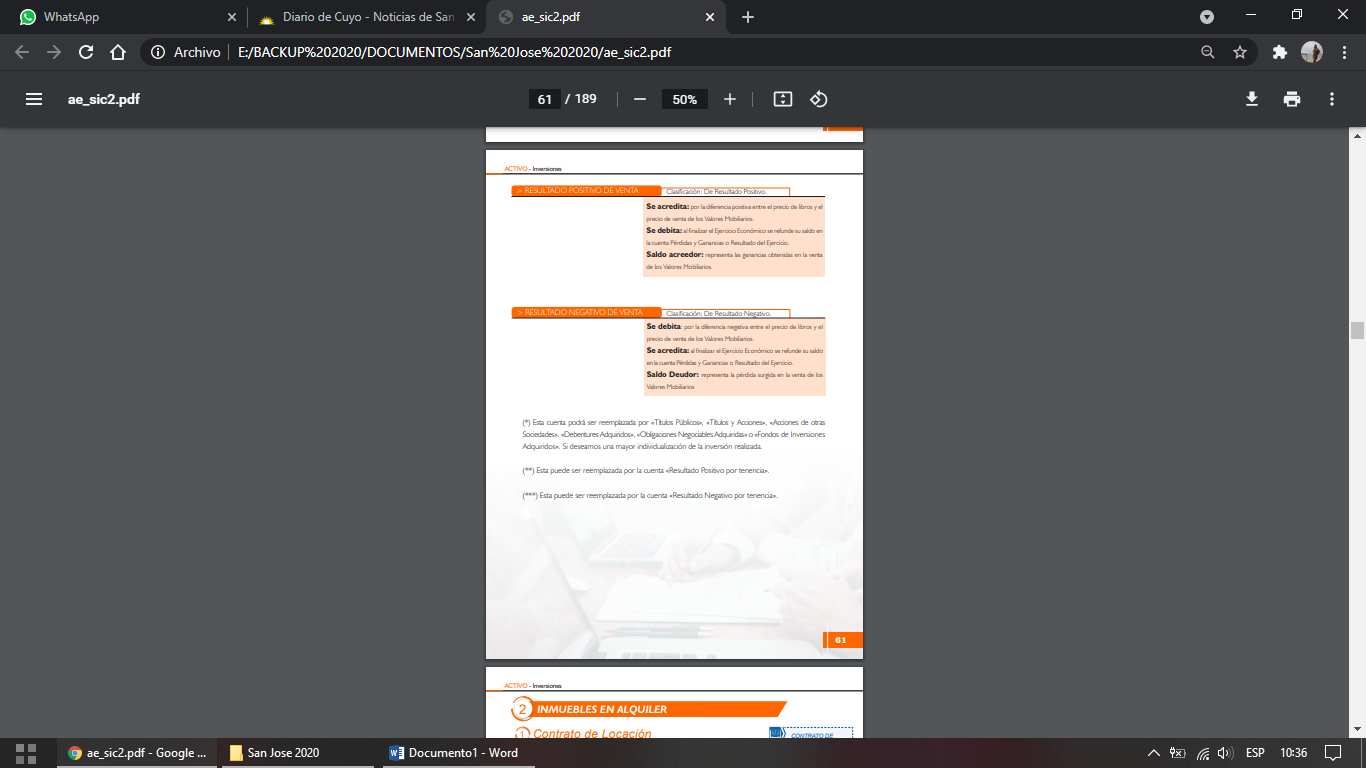 WhatsApp
Diario de Cuyo - Noticias de San
ae_sic2.pdf
Archivo
E:/BACKUP%202020/DOCUMENTOS/San%20Jose%202020/ae_sic2.pdf
ae_sic2.pdf
61 / 189
50%
ACTIVO - Inversiones
> RESULTADO POSITIVO DE VENTA
Clasificación: De Resultado Positivo.
Se acredita: por la diferencia positiva entre el precio de libros y el
precio de venta de los Valores Mobiliarios.
Se debita: al finalizar el Ejercicio Económico se refunde su saldo en
la cuenta Pérdidas y Ganancias o Resultado del Ejercicio.
Saldo acreedor: representa las ganancias obtenidas en la venta
de los Valores Mobiliarios.
> RESULTADO NEGATIVO DE VENTA
Clasificación: De Resultado Negativo.
Se debita: por la diferencia negativa entre el precio de libros y el
precio de venta de los Valores Mobiliarios.
Se acredita: al finalizar el Ejercicio Económico se refunde su saldo
en la cuenta Pérdidas y Ganancias o Resultado del Ejercicio.
Saldo Deudor: representa la pérdida surgida en la venta de los
Valores Mobiliarios
(*) Esta cuenta podrá ser reemplazada por «Títulos Públicos», «Títulos y Acciones», «Acciones de otras
Sociedades». «Debentures Adquiridos», «Obligaciones Negociables Adquiridas» o «Fondos de Inversiones
Adquiridos». Si deseamos una mayor individualización de la inversión realizada.
(**) Esta puede ser reemplazada por la cuenta «Resultado Positivo por tenencia».
(***) Esta puede ser reemplazada por la cuenta «Resultado Negativo por tenencia».
61
ACTIVO - Inversiones
2 INMUEBLES EN ALQUILER
1 Contrato de Locación
CONTRATO DE
ae_sic2.pdf - Google ...
San Jose 2020
Documento1 - Word
ESP
10:36